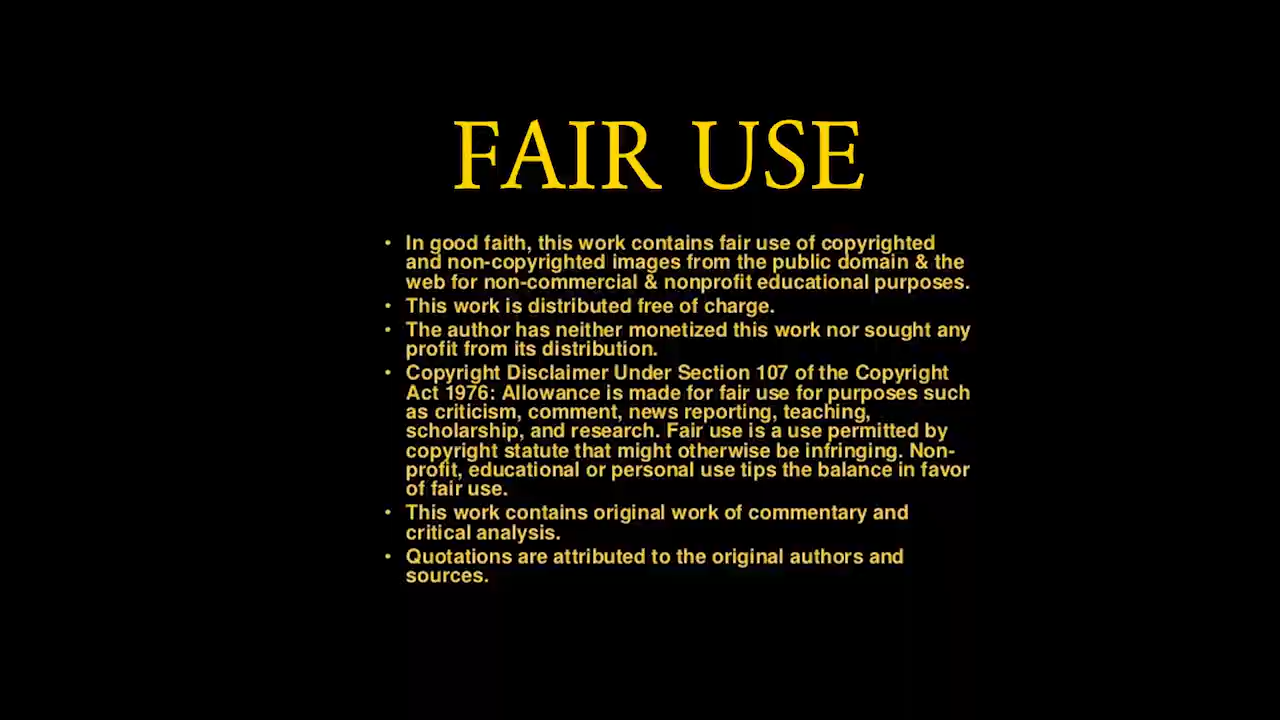 FAIR USE
• In good faith, this work contains fair use of copyrighted
and non-copyrighted images from the public domain & the
web for non-commercial & nonprofit educational purposes.
• This work is distributed free of charge.
• The author has neither monetized this work nor sought any
profit from its distribution.
• Copyright Disclaimer Under Section 107 of the Copyright
Act 1976: Allowance is made for fair use for purposes such
as criticism, comment, news reporting, teaching,
scholarship, and research. Fair use is a use permitted by
copyright statute that might otherwise be infringing. Non-
profit, educational or personal use tips the balance in favor
of fair use.
• This work contains original work of commentary and
critical analysis.
• Quotations are attributed to the original authors and
sources.